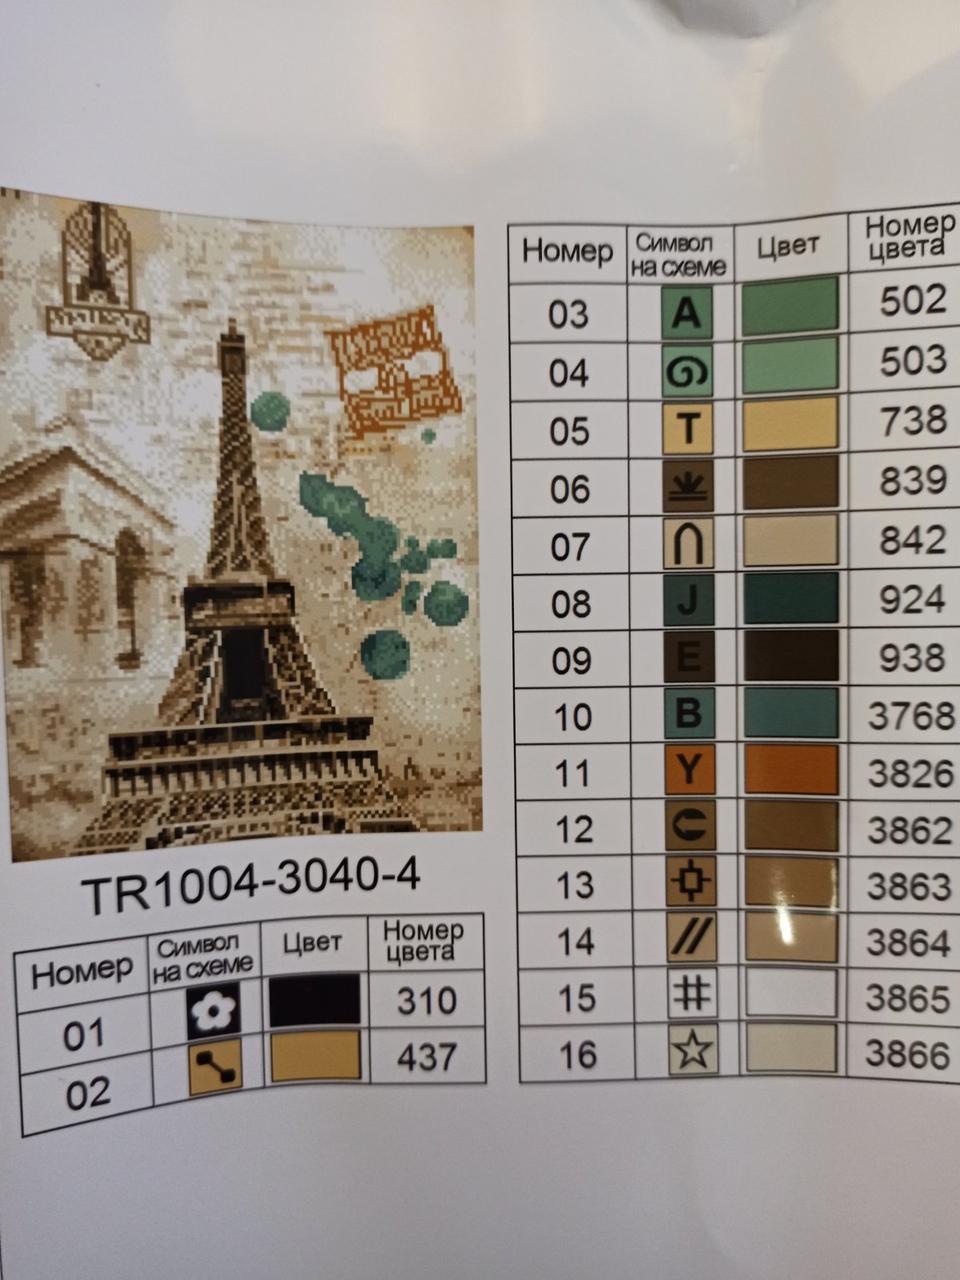 TR1004-3040-4
Номер Символ на схеме Цвет Номер цвета
01 310
02 437
Номер Символ на схеме Цвет Номер цвета
03 A 502
04 503
05 T 738
06 839
07 842
08 J 924
09 E 938
10 B 3768
11 Y 3826
12 3862
13 3863
14 // 3864
15 # 3865
16 3866